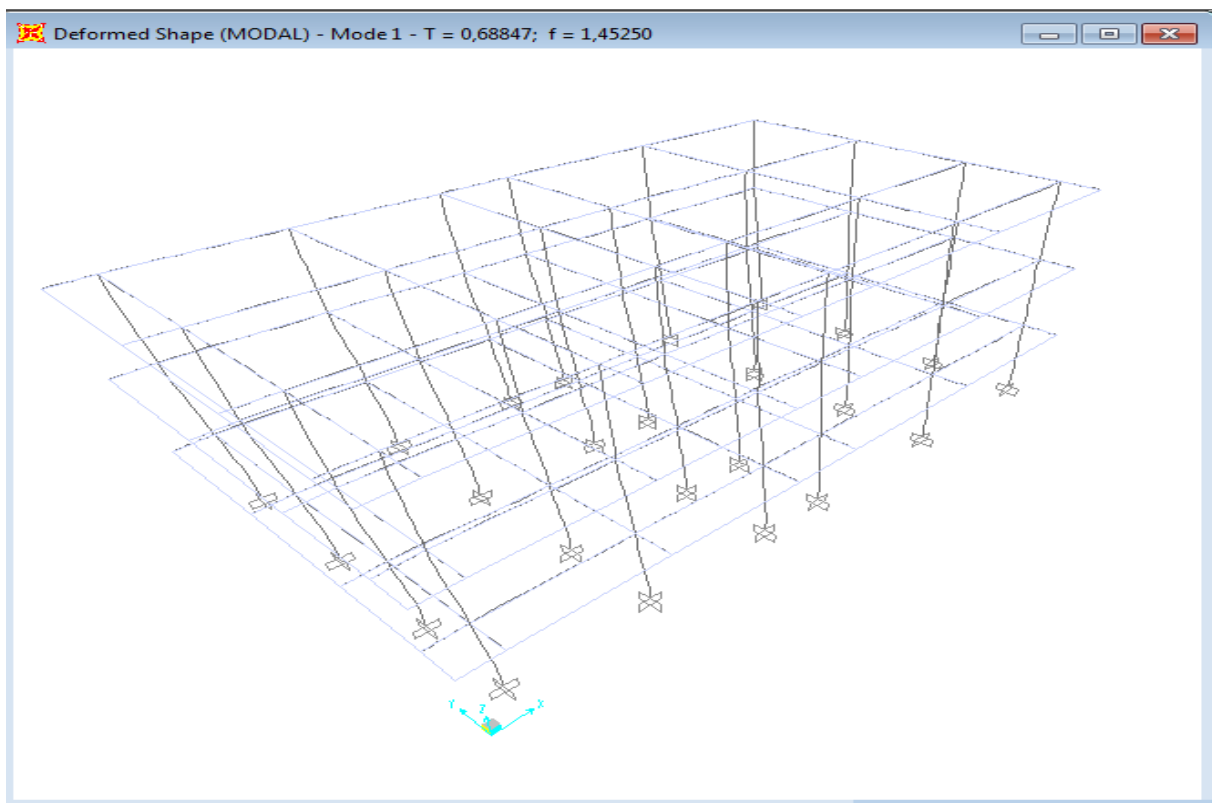 Deformed Shape (MODAL) - Mode 1 - T = 0,68847; f = 1,45250
Y
Z
X